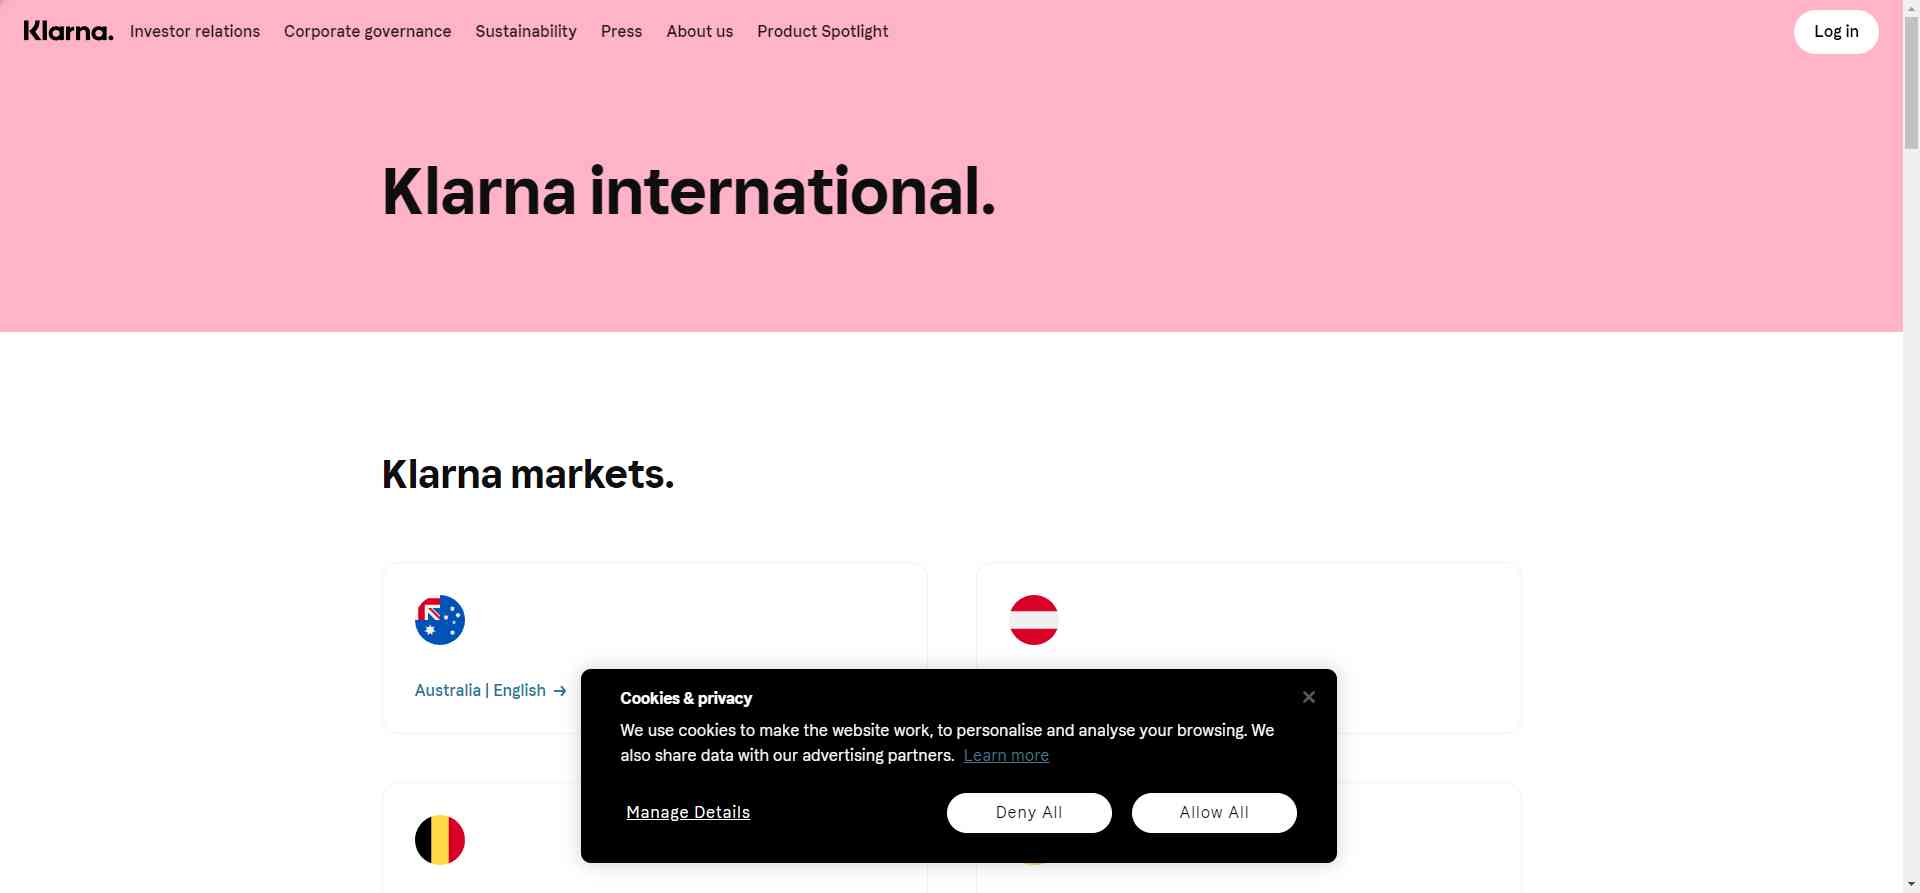 Klarna. Investor relations Corporate governance Sustainability Press About us Product Spotlight Log in
Klarna international.
Klarna markets.
Australia | English →
Cookies & privacy
We use cookies to make the website work, to personalise and analyse your browsing. We
also share data with our advertising partners. Learn more
Manage Details Deny All Allow All